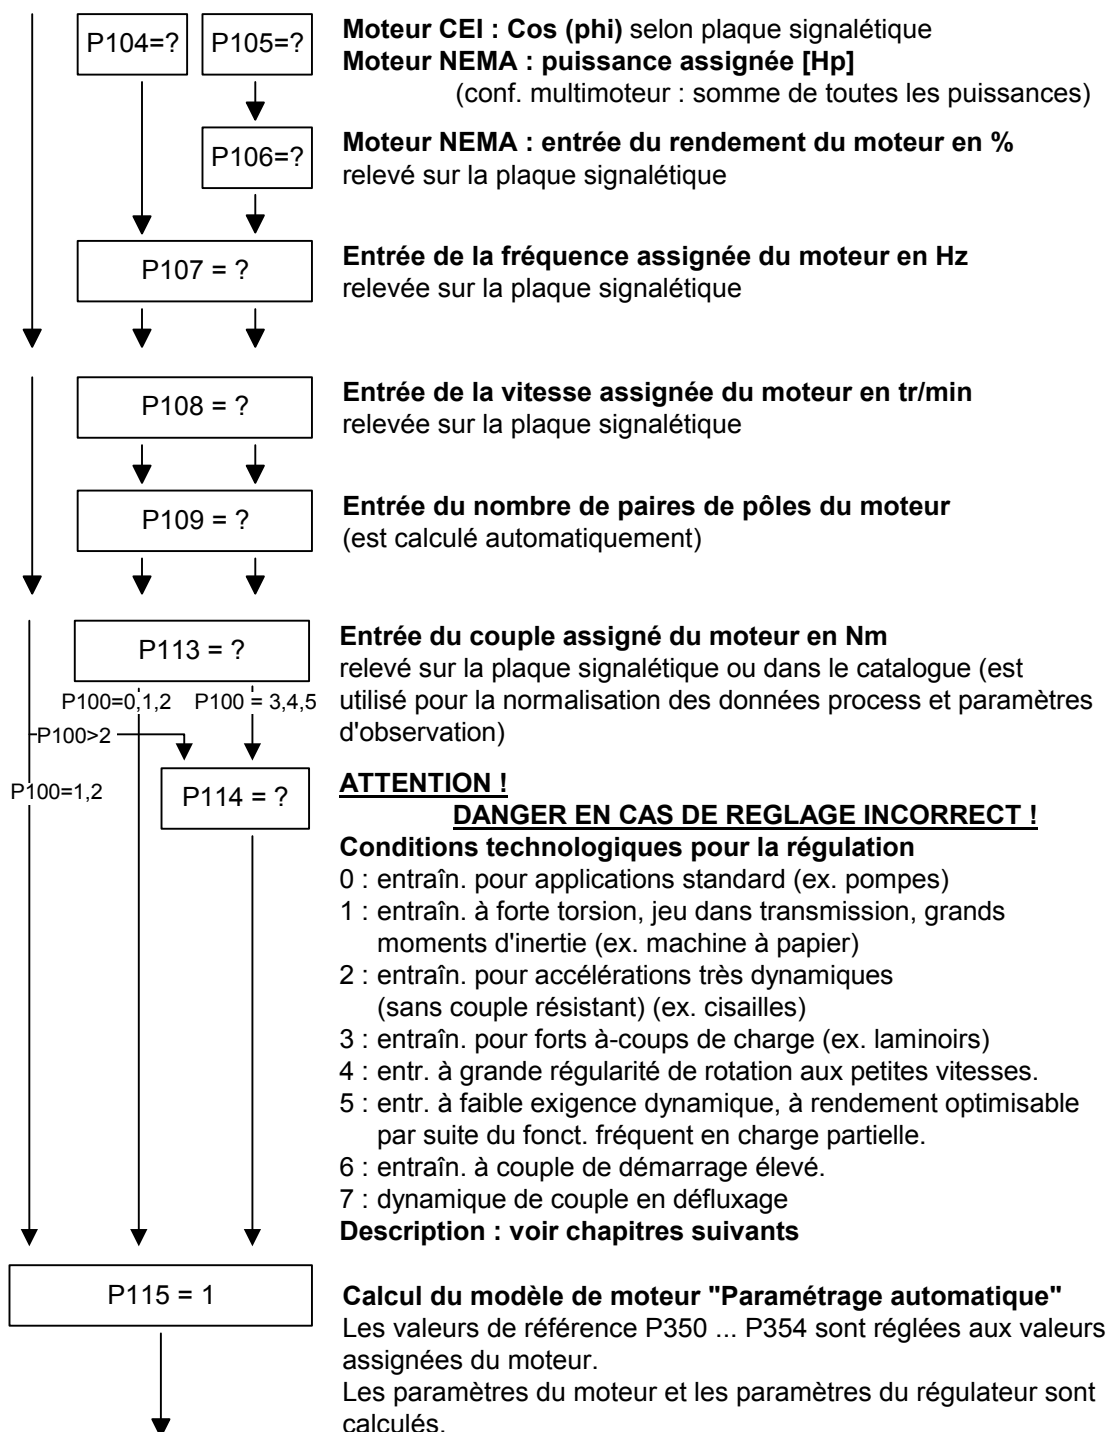 P104=? P105=? Moteur CEI : Cos (phi) selon plaque signalétique
Moteur NEMA : puissance assignée [Hp]
(conf. multimoteur : somme de toutes les puissances)
P106=? Moteur NEMA : entrée du rendement du moteur en %
relevé sur la plaque signalétique
P107 = ? Entrée de la fréquence assignée du moteur en Hz
relevée sur la plaque signalétique
P108 = ? Entrée de la vitesse assignée du moteur en tr/min
relevée sur la plaque signalétique
P109 = ? Entrée du nombre de paires de pôles du moteur
(est calculé automatiquement)
P113 = ? Entrée du couple assigné du moteur en Nm
relevé sur la plaque signalétique ou dans le catalogue (est
P100=0,1,2 P100 = 3,4,5 utilisé pour la normalisation des données process et paramètres
P100>2 d'observation)
P100=1,2 P114 = ? ATTENTION !
DANGER EN CAS DE REGLAGE INCORRECT !
Conditions technologiques pour la régulation
0 : entraîn. pour applications standard (ex. pompes)
1 : entraîn. à forte torsion, jeu dans transmission, grands
moments d'inertie (ex. machine à papier)
2 : entraîn. pour accélérations très dynamiques
(sans couple résistant) (ex. cisailles)
3 : entraîn. pour forts à-coups de charge (ex. laminoirs)
4 : entr. à grande régularité de rotation aux petites vitesses.
5 : entr. à faible exigence dynamique, à rendement optimisable
par suite du fonct. fréquent en charge partielle.
6 : entraîn. à couple de démarrage élevé.
7 : dynamique de couple en défluxage
Description : voir chapitres suivants
P115 = 1 Calcul du modèle de moteur "Paramétrage automatique"
Les valeurs de référence P350 ... P354 sont réglées aux valeurs
assignées du moteur.
Les paramètres du moteur et les paramètres du régulateur sont
calculés.